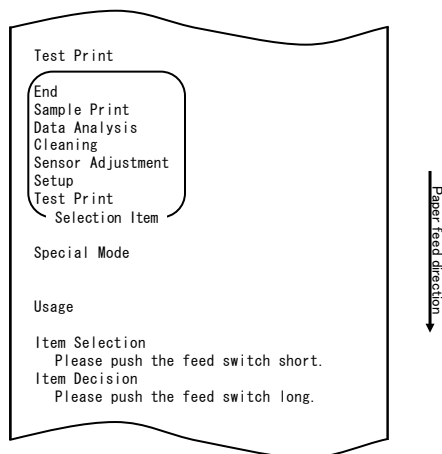 Test Print
End
Sample Print
Data Analysis
Cleaning
Sensor Adjustment
Setup
Test Print
Selection Item
Special Mode
Usage
Item Selection
Please push the feed switch short.
Item Decision
Please push the feed switch long.
Paper feed direction